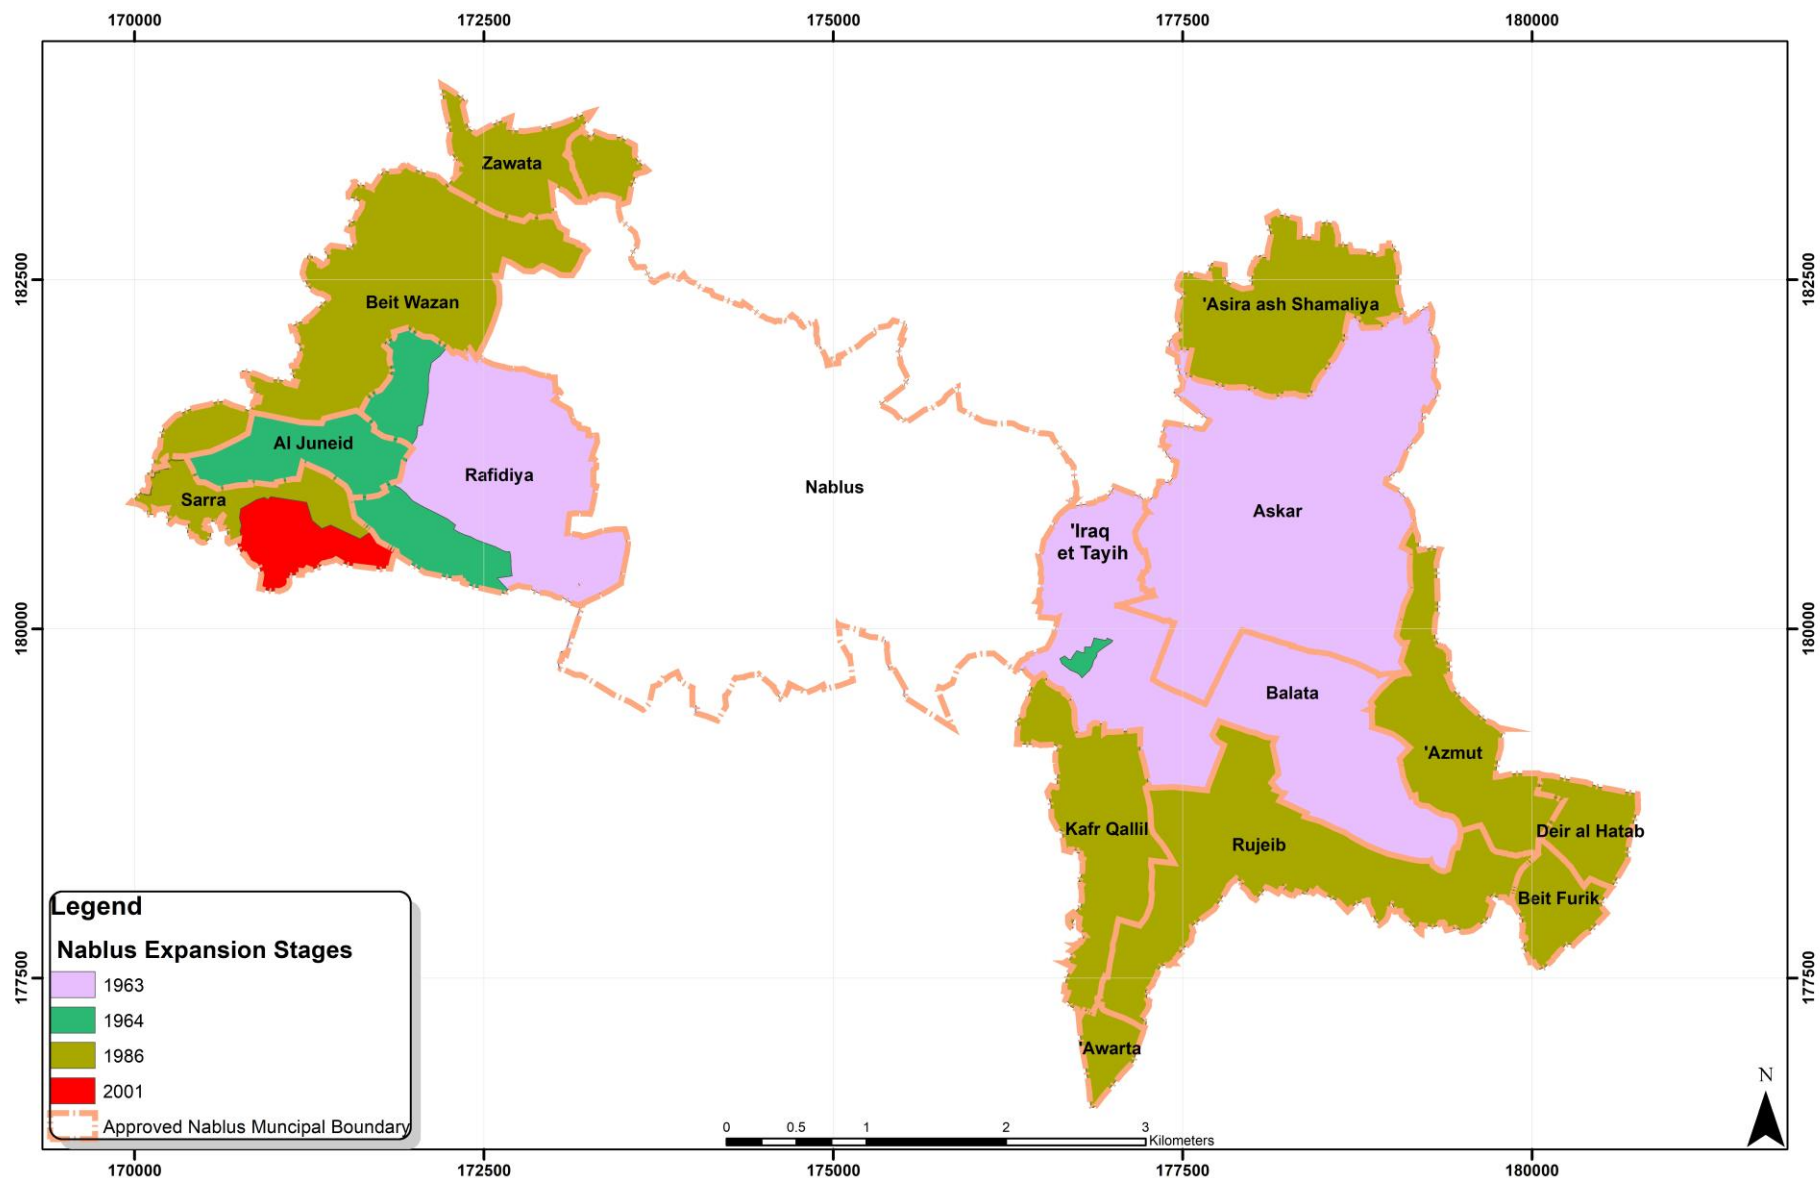 170000 172500 175000 177500 180000
Zawata
182500 182500
Beit Wazan
'Asira ash Shamaliya
Al Juneid
Rafidiya
Sarra
Nablus
Askar
'Iraq
et Tayih
180000 180000
Balata
'Azmut
Kafr Qallil
Rujeib
Deir al Hatab
Beit Furik
177500 177500
'Awarta
Legend
Nablus Expansion Stages
1963
1964
1986
2001
Approved Nablus Muncipal Boundary
0 0.5 1 2 3
Kilometers
N
170000 172500 175000 177500 180000